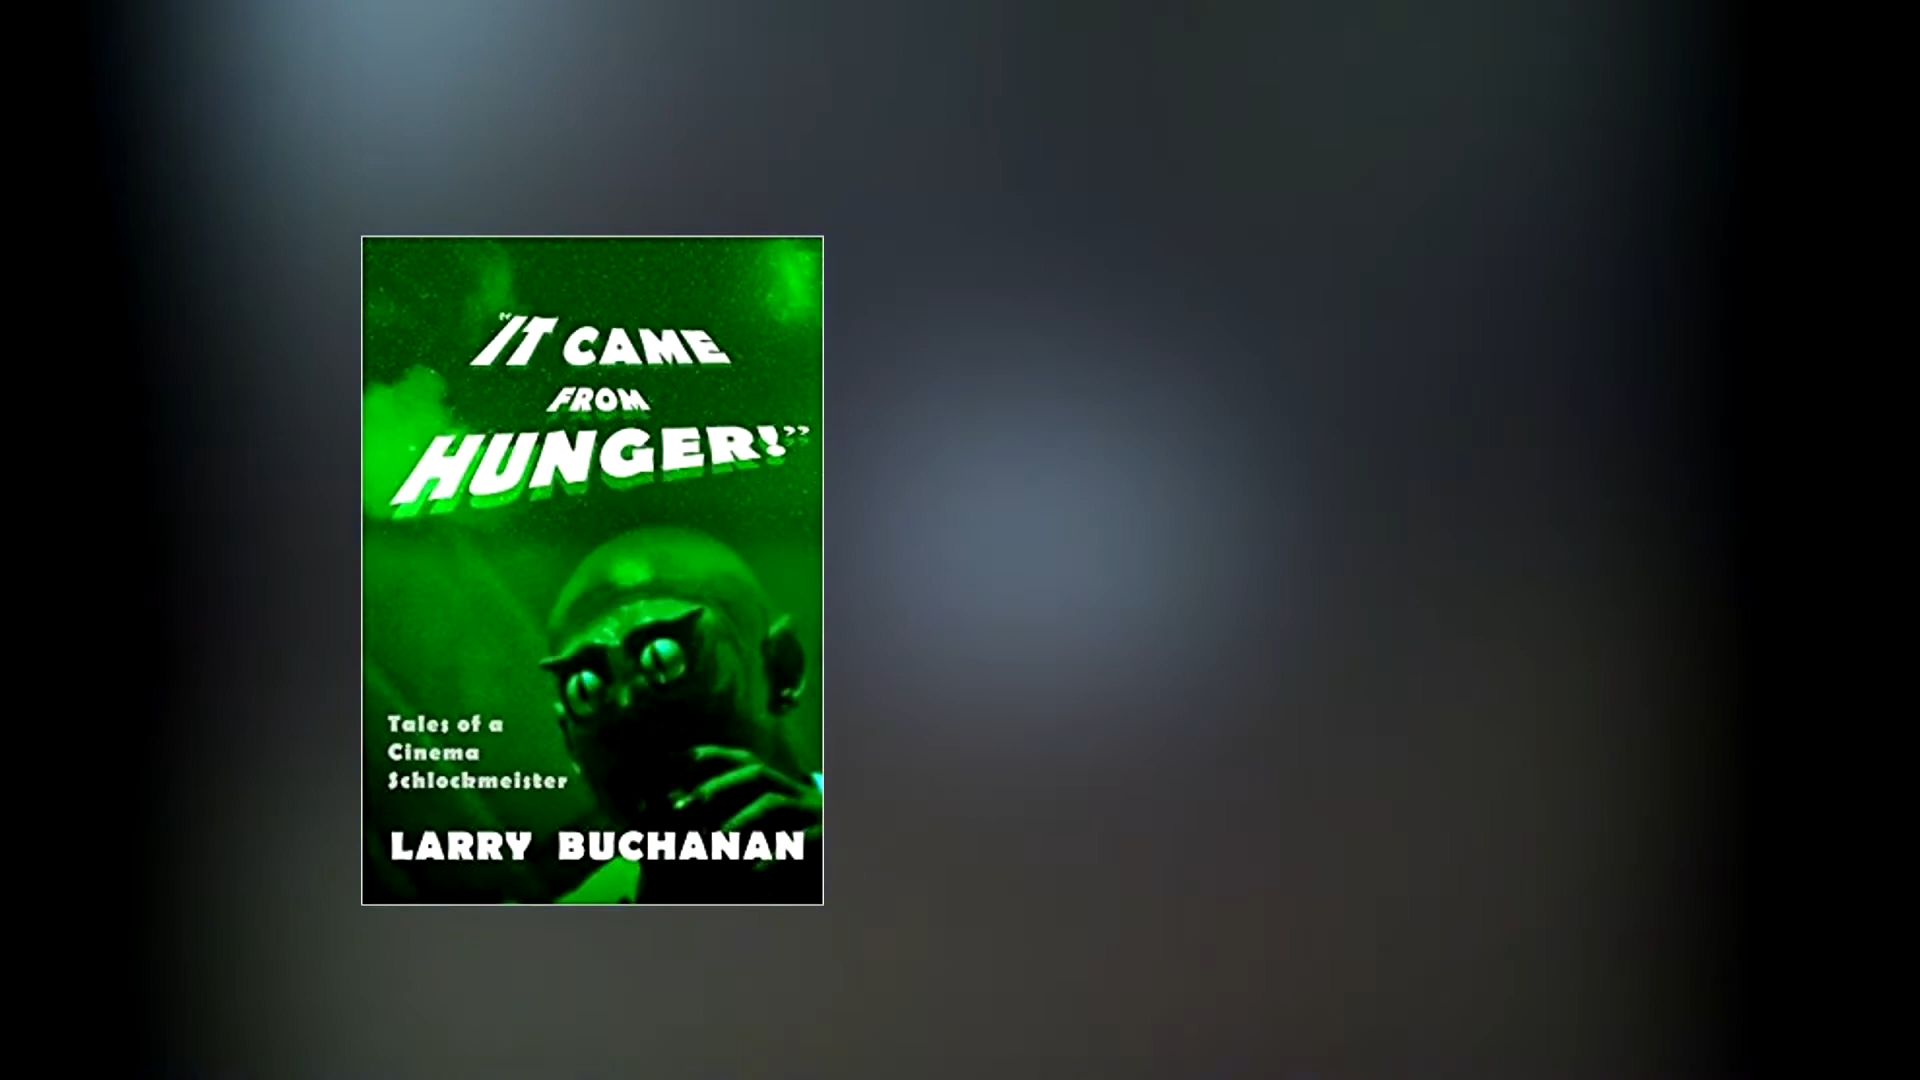 "IT CAME
FROM
HUNGER!"
Tales of a
Cinema
Schlockmeister
LARRY BUCHANAN